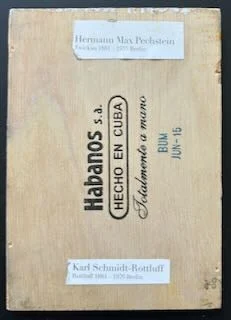 Hermann Max Pechstein
Zwickau 1881 - 1955 Berlin
Habanos s.a.
HECHO EN CUBA
Totalmente a mano
BUM
JUN-15
Karl Schmidt-Rottluff
Rottluff 1884 - 1976 Berlin